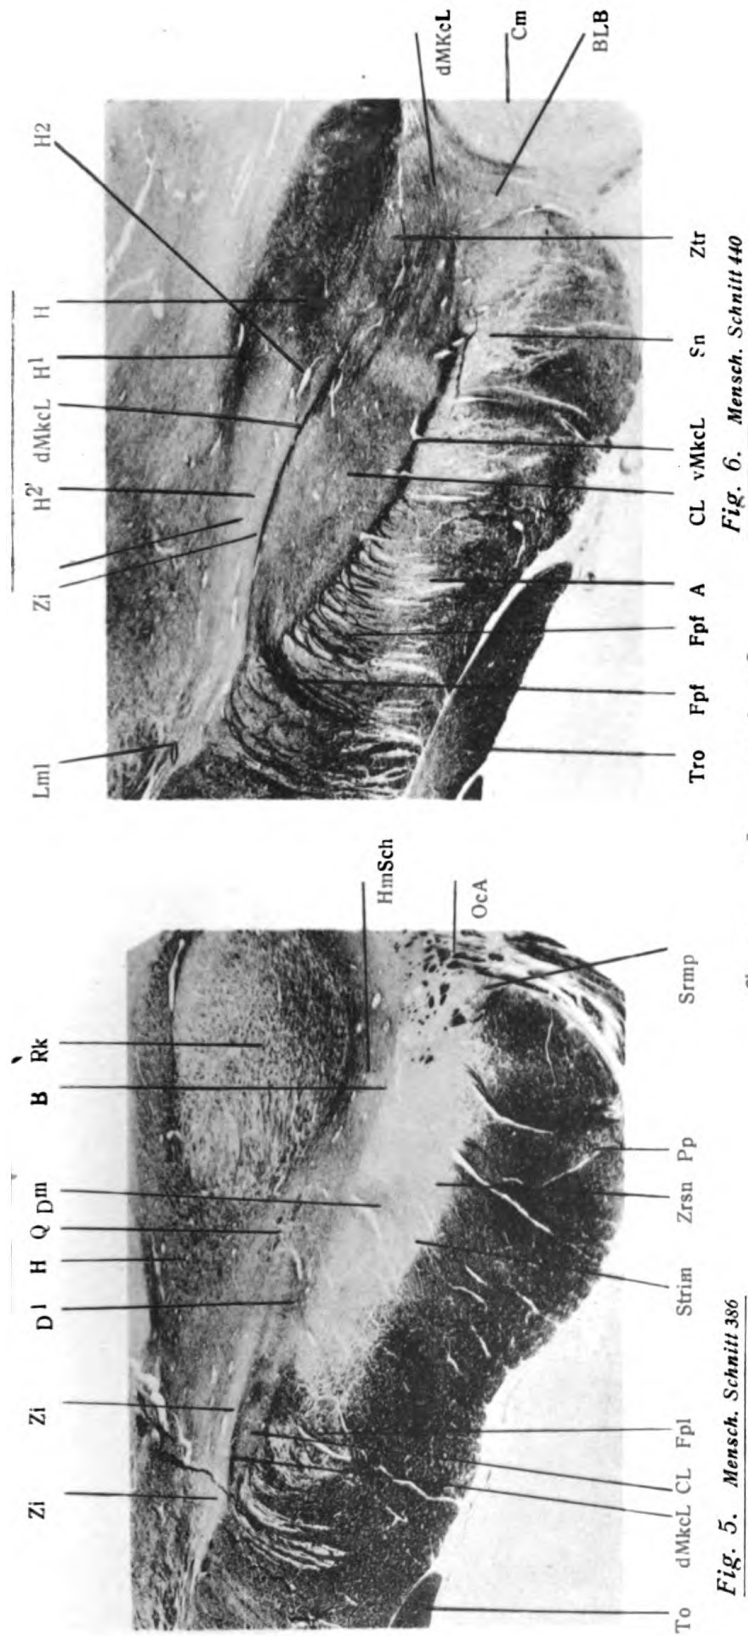 Zi Zi D l H Q D m B Rk
HmSch
OcA
To dMkcL CL Fpl Strim Zrsn Pp Srmp
Fig. 5. Mensch. Schnitt 386
Lml Zi H2' dMkcL H¹ H H2
dMKcL
Cm
BLB
Tro Fpf Fpf A CL vMkcL Sn Ztr
Fig. 6. Mensch. Schnitt 440